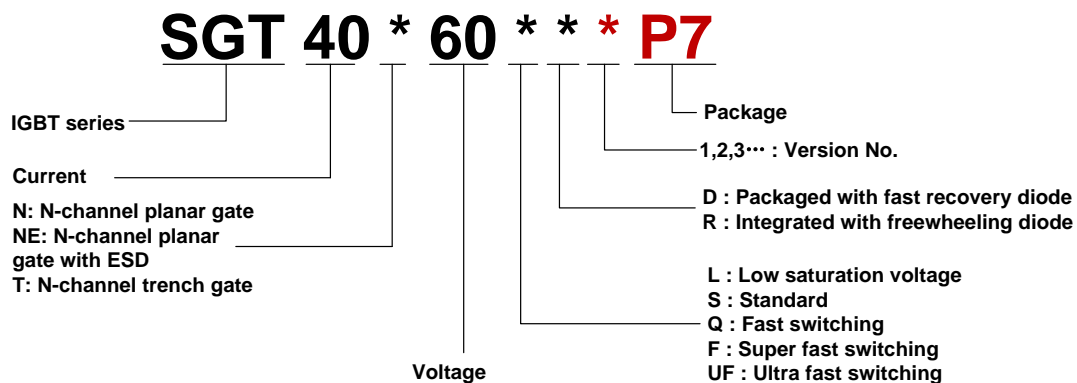 SGT 40 * 60 * * * P7
IGBT series
Current
N: N-channel planar gate
NE: N-channel planar
gate with ESD
T: N-channel trench gate
Voltage
Package
1,2,3··· : Version No.
D : Packaged with fast recovery diode
R : Integrated with freewheeling diode
L : Low saturation voltage
S : Standard
Q : Fast switching
F : Super fast switching
UF : Ultra fast switching